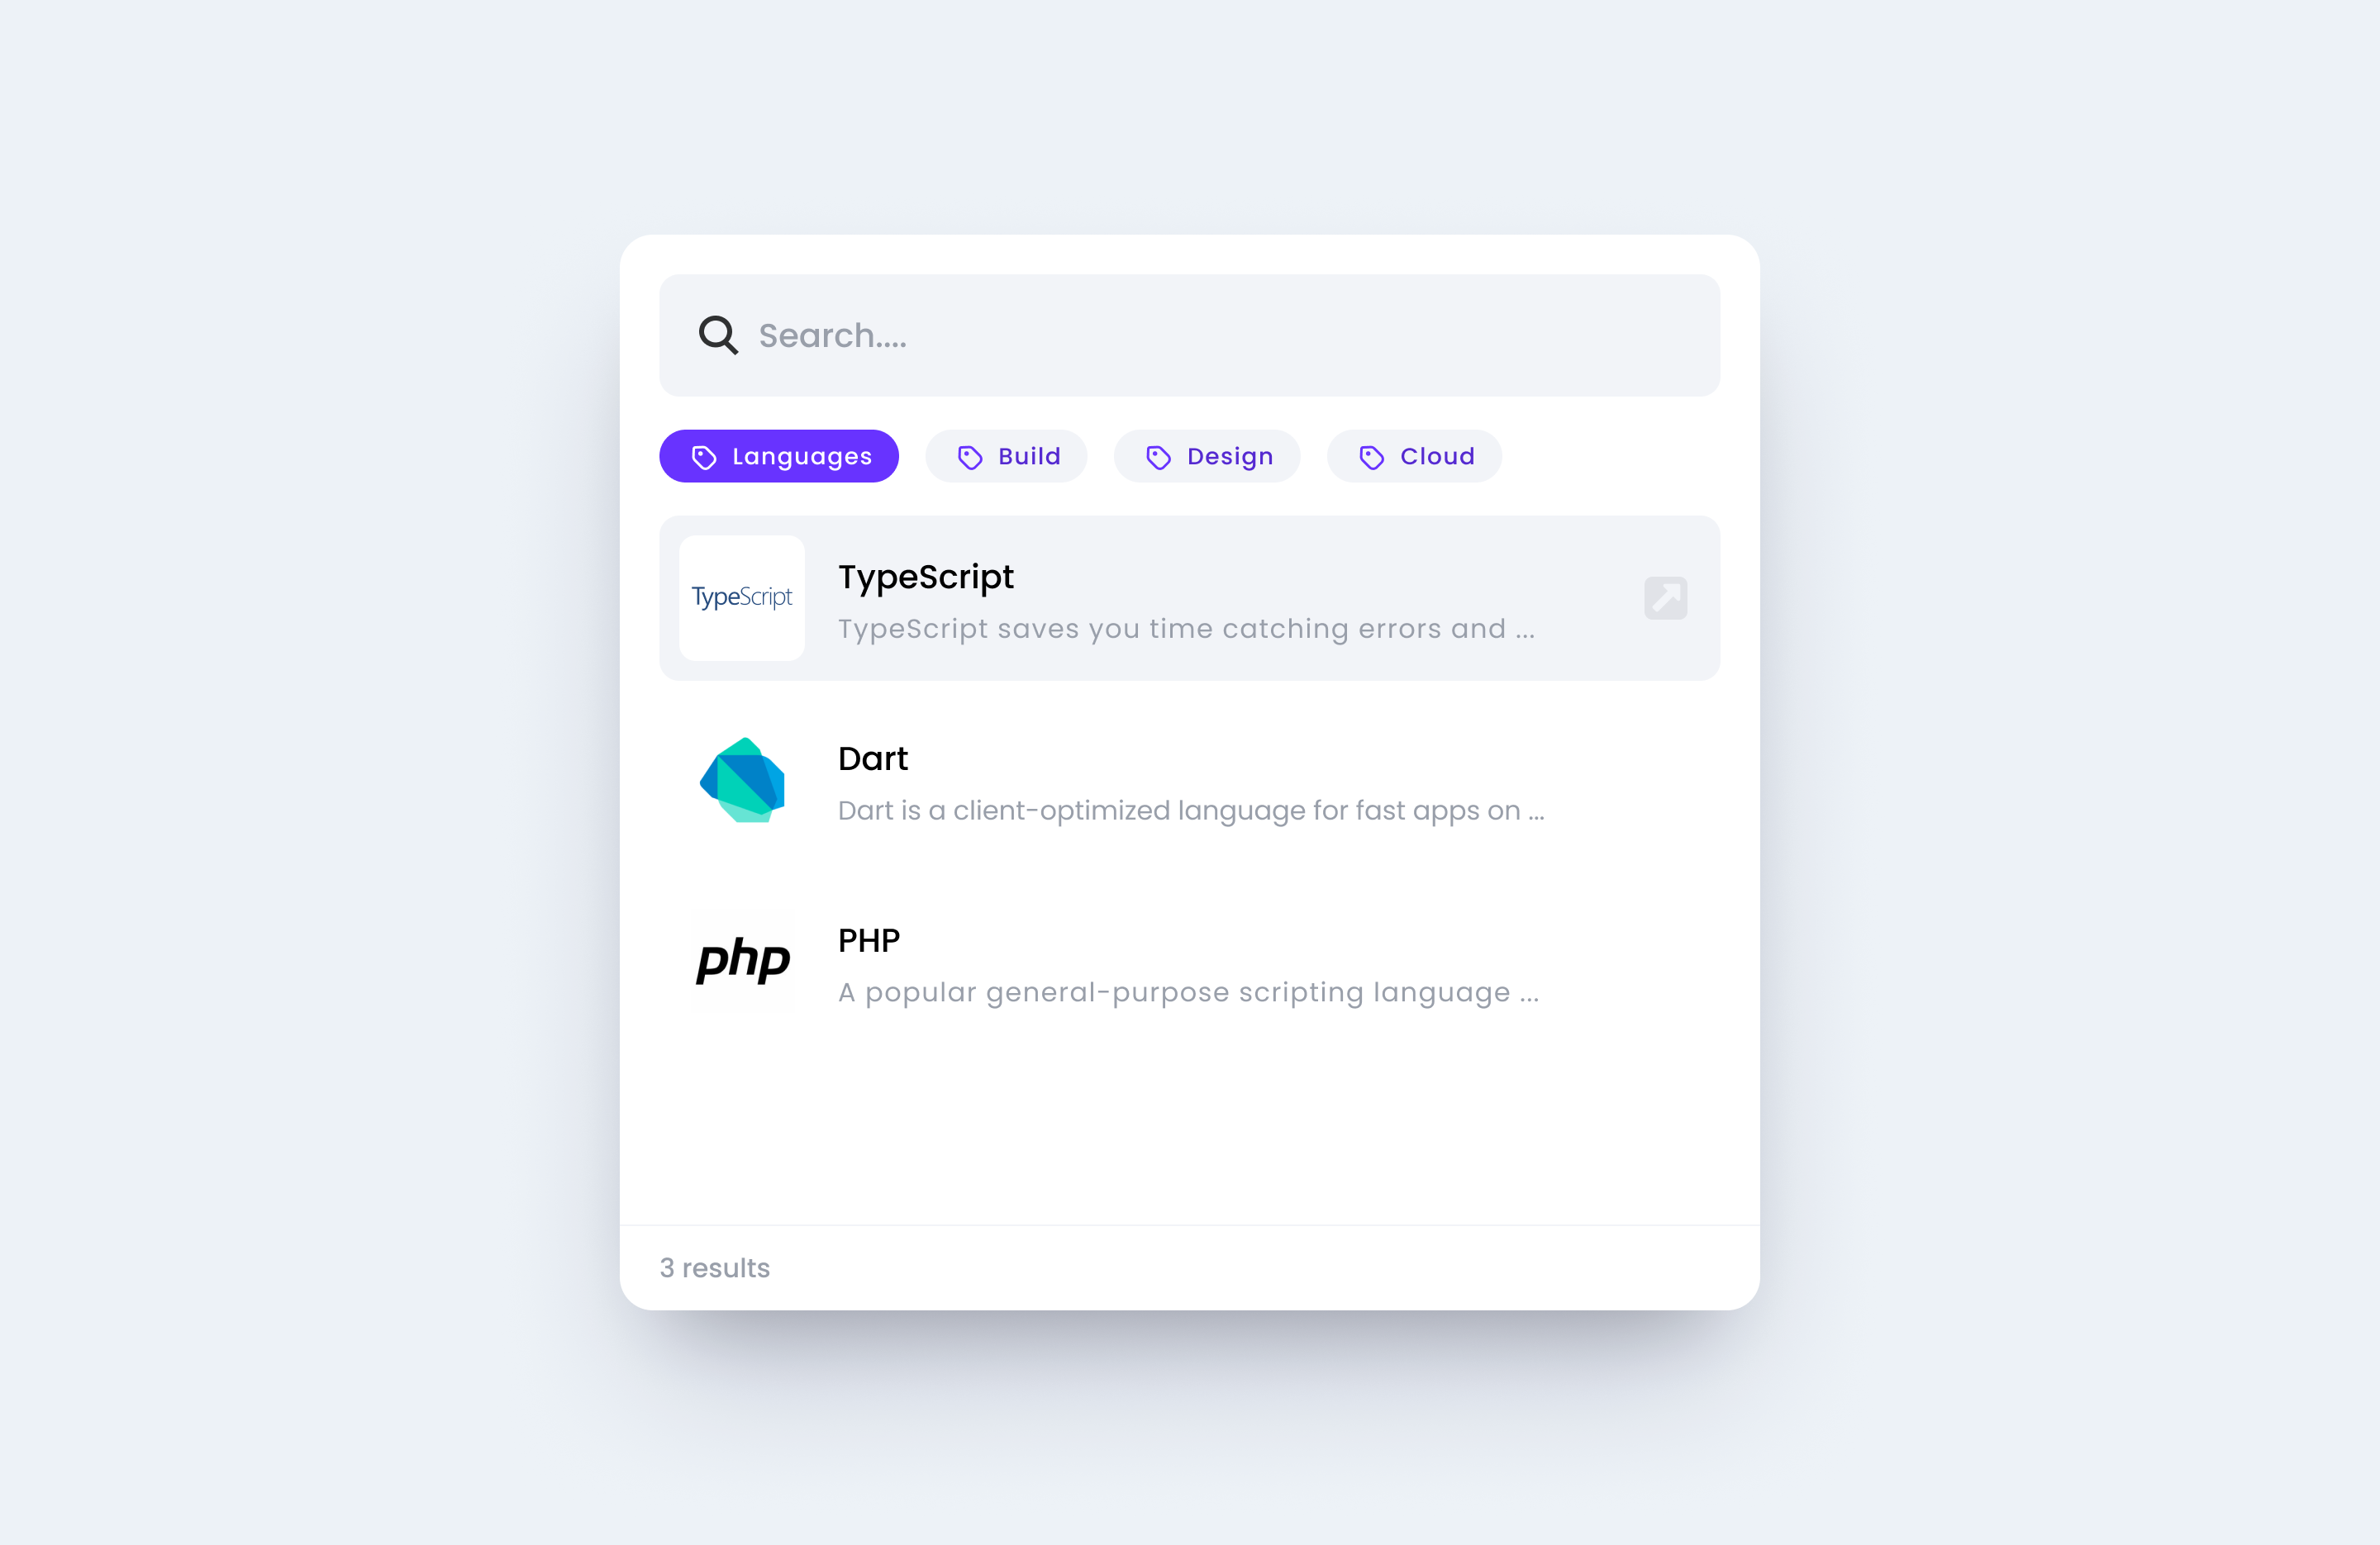 Search....
Languages Build Design Cloud
TypeScript
TypeScript
TypeScript saves you time catching errors and ...
Dart
Dart is a client-optimized language for fast apps on ...
php
PHP
A popular general-purpose scripting language ...
3 results